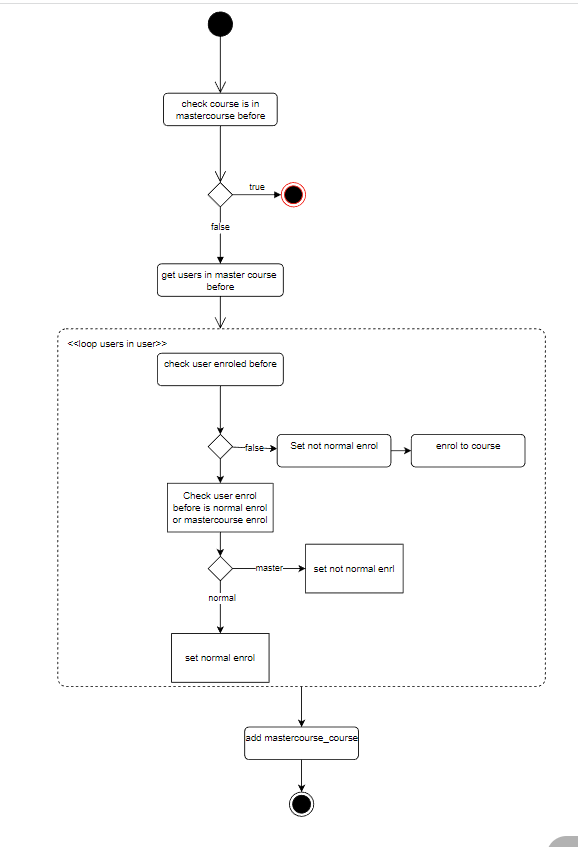 check course is in
mastercourse before
true
false
get users in master course
before
<<loop users in user>>
check user enroled before
false
Set not normal enrol
enrol to course
Check user enrol
before is normal enrol
or mastercourse enrol
master
set not normal enrl
normal
set normal enrol
add mastercourse_course